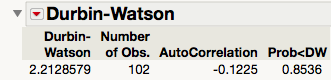 Durbin-Watson
Durbin- Number
Watson of Obs. AutoCorrelation Prob<DW
2.2128579 102 -0.1225 0.8536